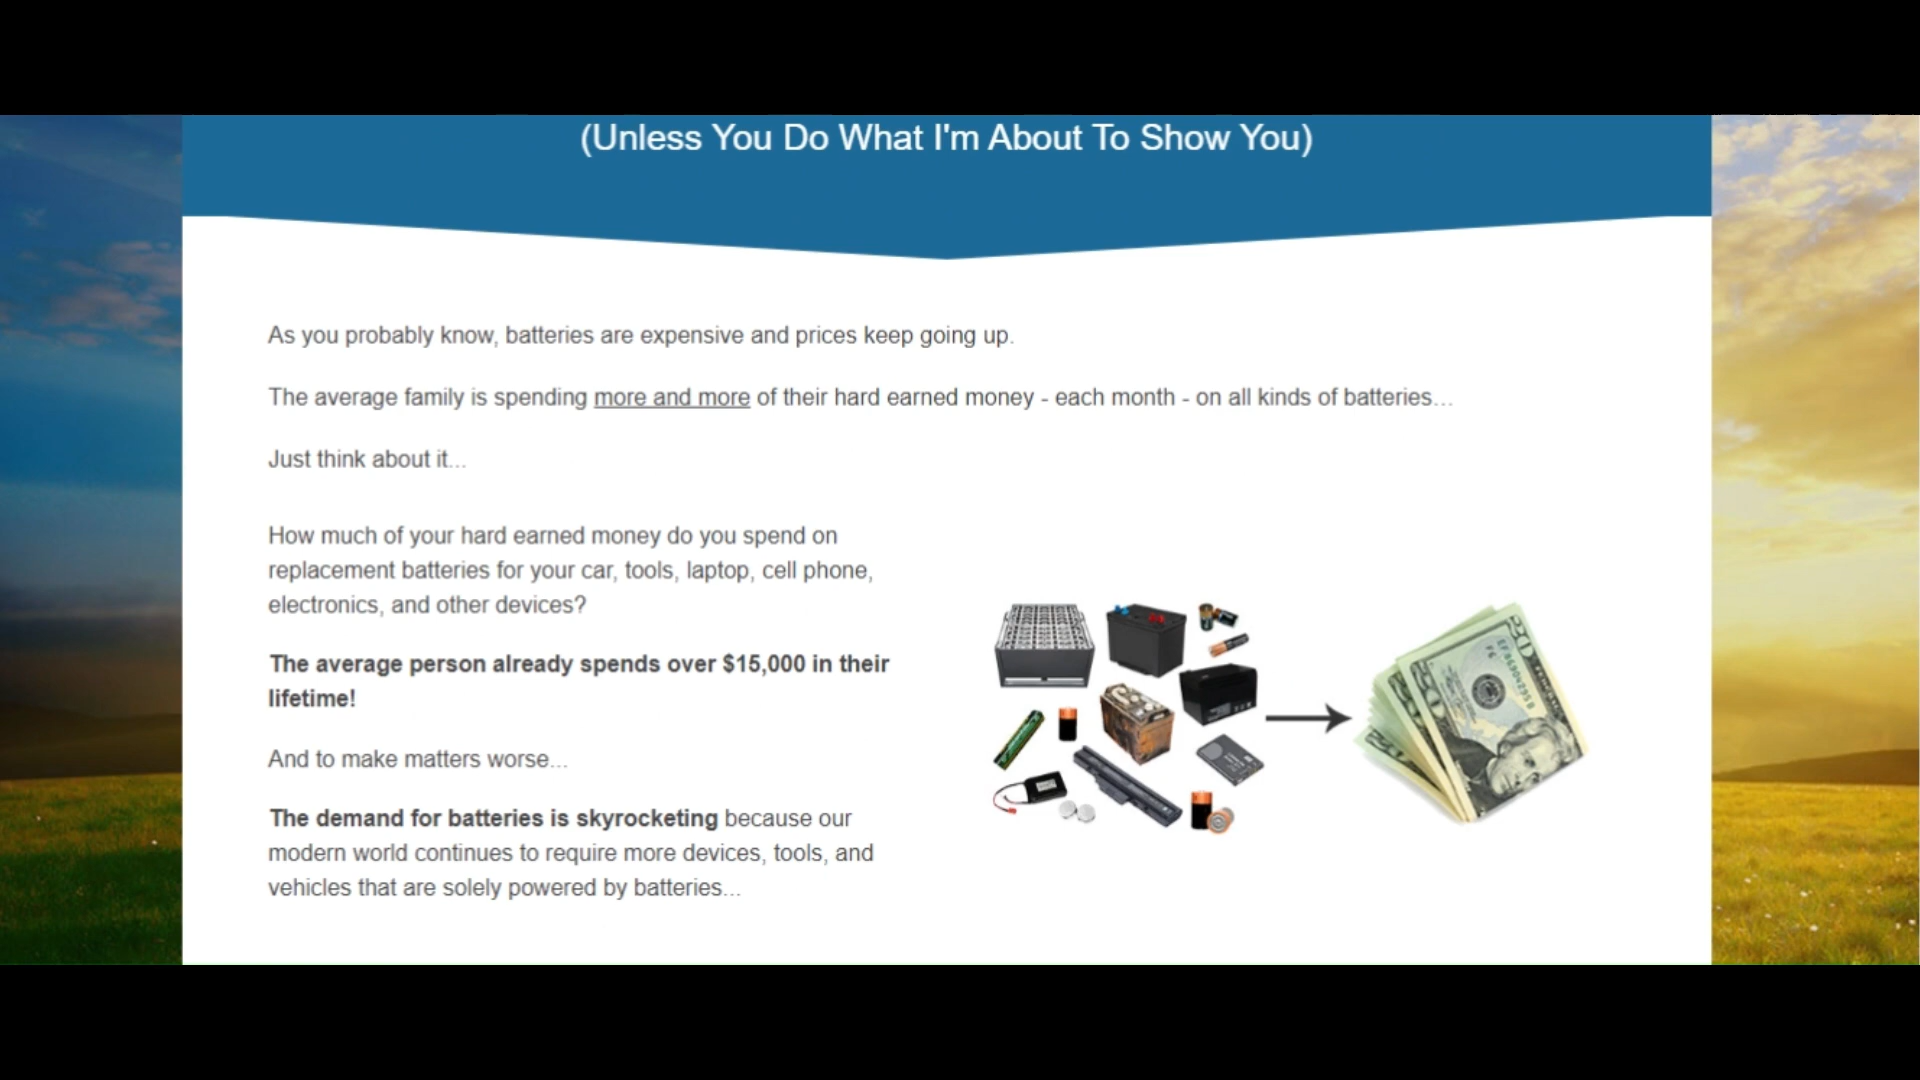 (Unless You Do What I'm About To Show You)
As you probably know, batteries are expensive and prices keep going up.
The average family is spending more and more of their hard earned money - each month - on all kinds of batteries...
Just think about it...
How much of your hard earned money do you spend on
replacement batteries for your car, tools, laptop, cell phone,
electronics, and other devices?
The average person already spends over $15,000 in their
lifetime!
And to make matters worse...
The demand for batteries is skyrocketing because our
modern world continues to require more devices, tools, and
vehicles that are solely powered by batteries...